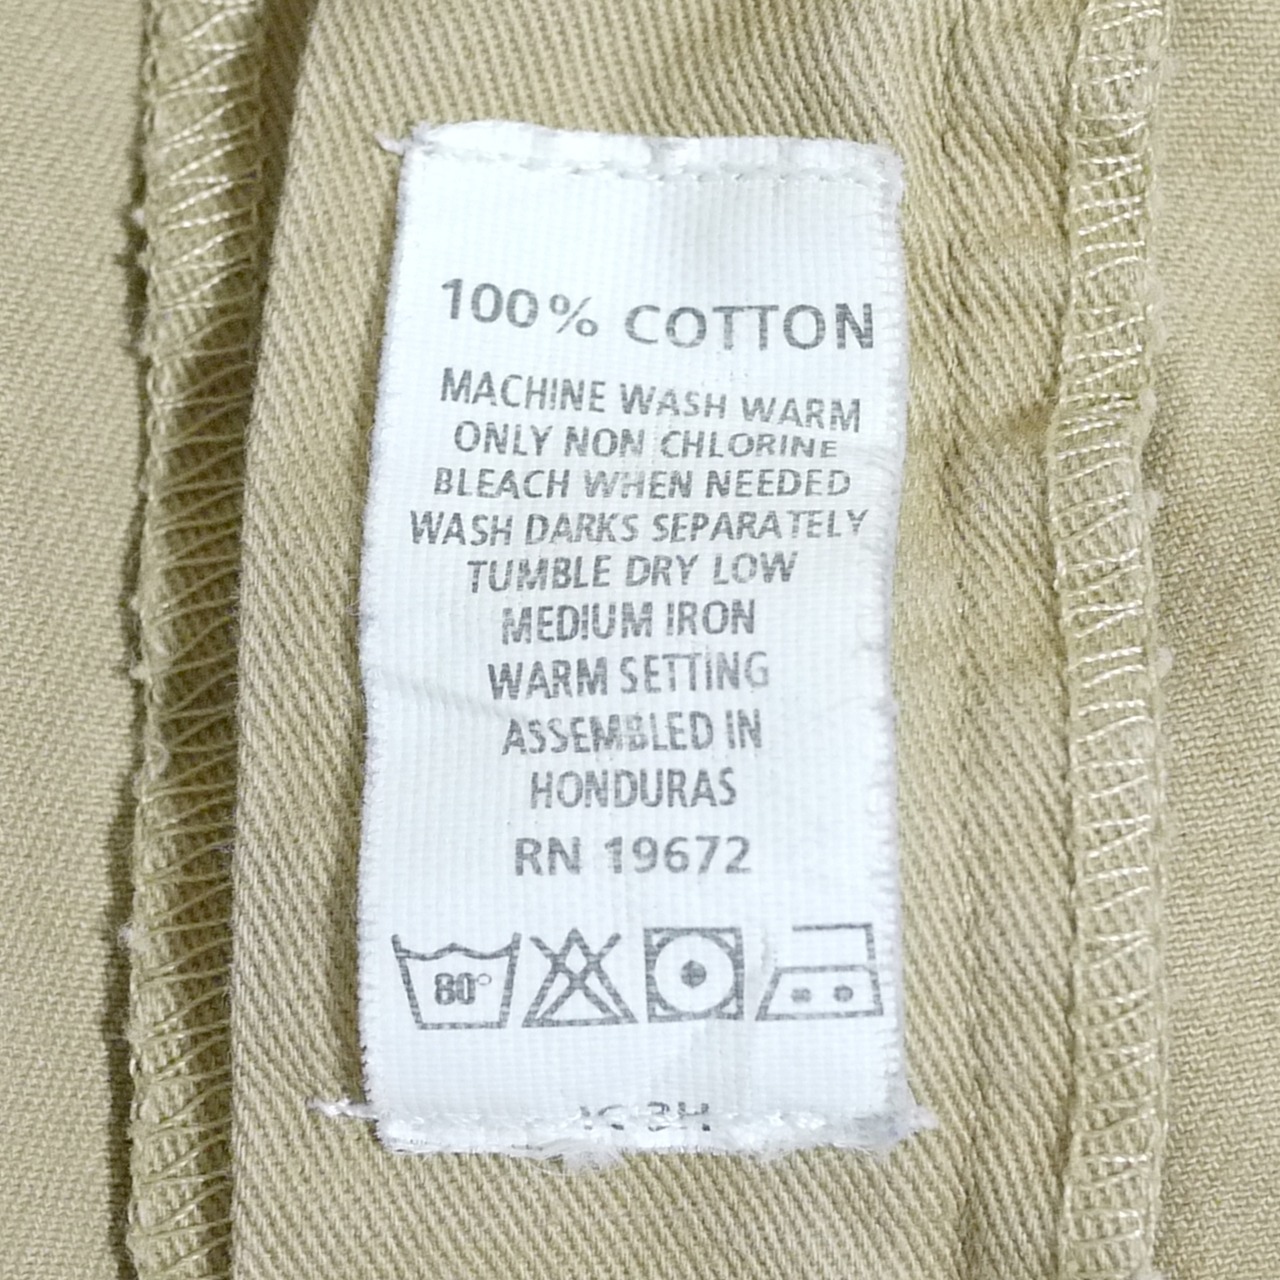 100% COTTON
MACHINE WASH WARM
ONLY NON CHLORINE
BLEACH WHEN NEEDED
WASH DARKS SEPARATELY
TUMBLE DRY LOW
MEDIUM IRON
WARM SETTING
ASSEMBLED IN
HONDURAS
RN 19672
80°